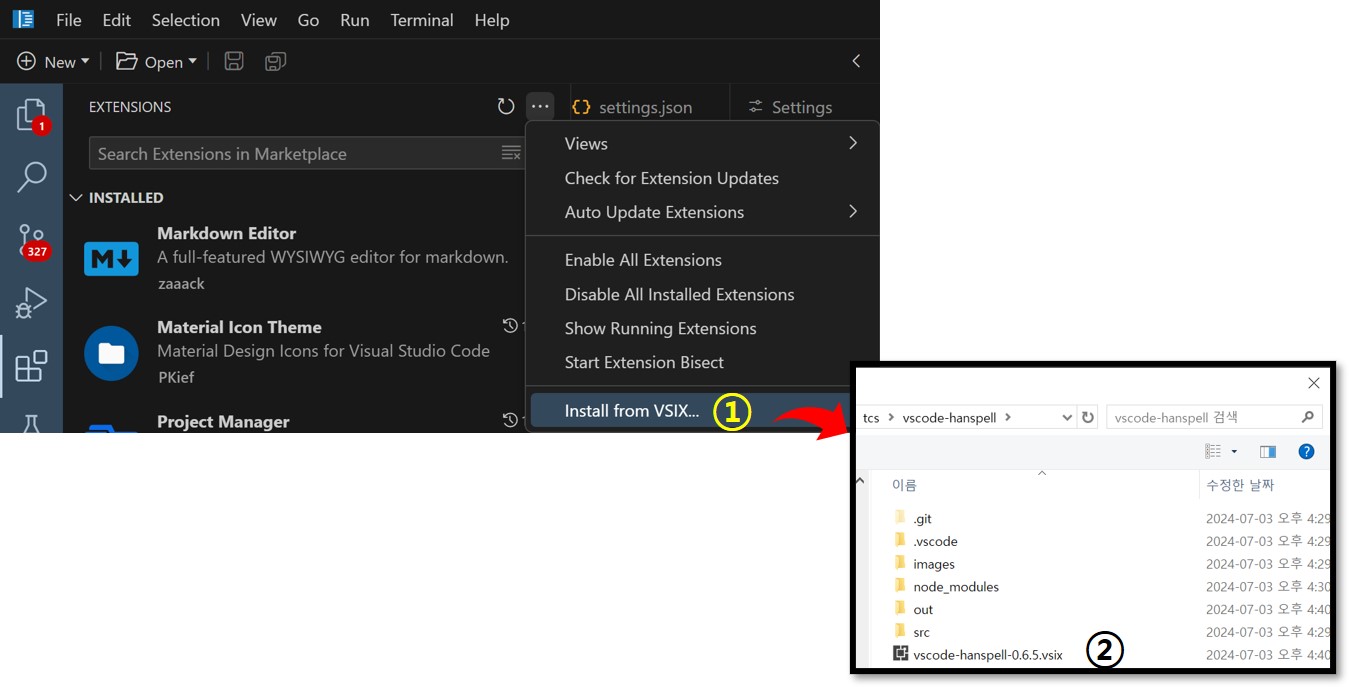 File Edit Selection View Go Run Terminal Help
New Open
EXTENSIONS
settings.json Settings
1
Search Extensions in Marketplace
Views
Check for Extension Updates
Auto Update Extensions
INSTALLED
Markdown Editor
A full-featured WYSIWYG editor for markdown.
zaaack
327
Enable All Extensions
Disable All Installed Extensions
Show Running Extensions
Start Extension Bisect
Material Icon Theme
Material Design Icons for Visual Studio Code
PKief
Project Manager
Install from VSIX... ①
tcs > vscode-hanspell > vscode-hanspell 검색
이름 수정한 날짜
.git 2024-07-03 오후 4:29
.vscode 2024-07-03 오후 4:29
images 2024-07-03 오후 4:29
node_modules 2024-07-03 오후 4:30
out 2024-07-03 오후 4:40
src 2024-07-03 오후 4:29
vscode-hanspell-0.6.5.vsix ② 2024-07-03 오후 4:40